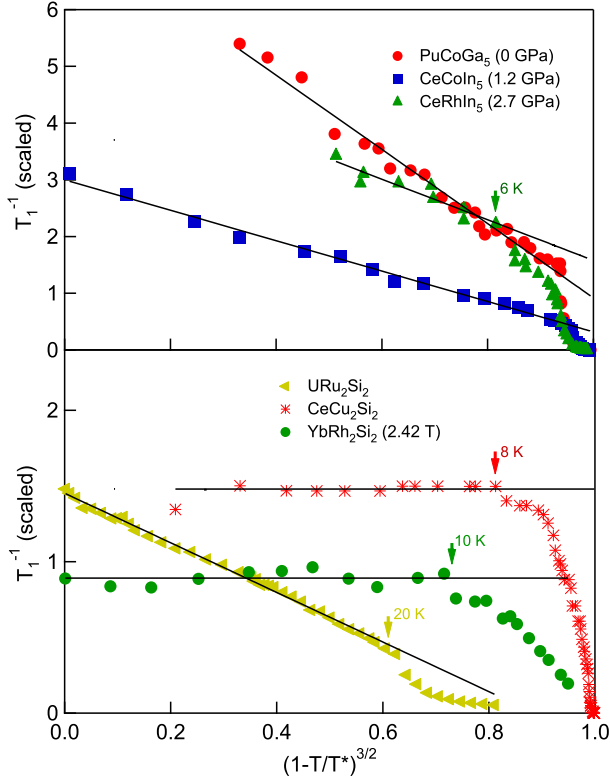 6
5
4
3
2
1
0
T₁⁻¹ (scaled)
PuCoGa₅ (0 GPa)
CeCoIn₅ (1.2 GPa)
CeRhIn₅ (2.7 GPa)
6 K
2
1
0
T₁⁻¹ (scaled)
URu₂Si₂
CeCu₂Si₂
YbRh₂Si₂ (2.42 T)
8 K
10 K
20 K
0.0 0.2 0.4 0.6 0.8 1.0
(1-T/T*)³/²